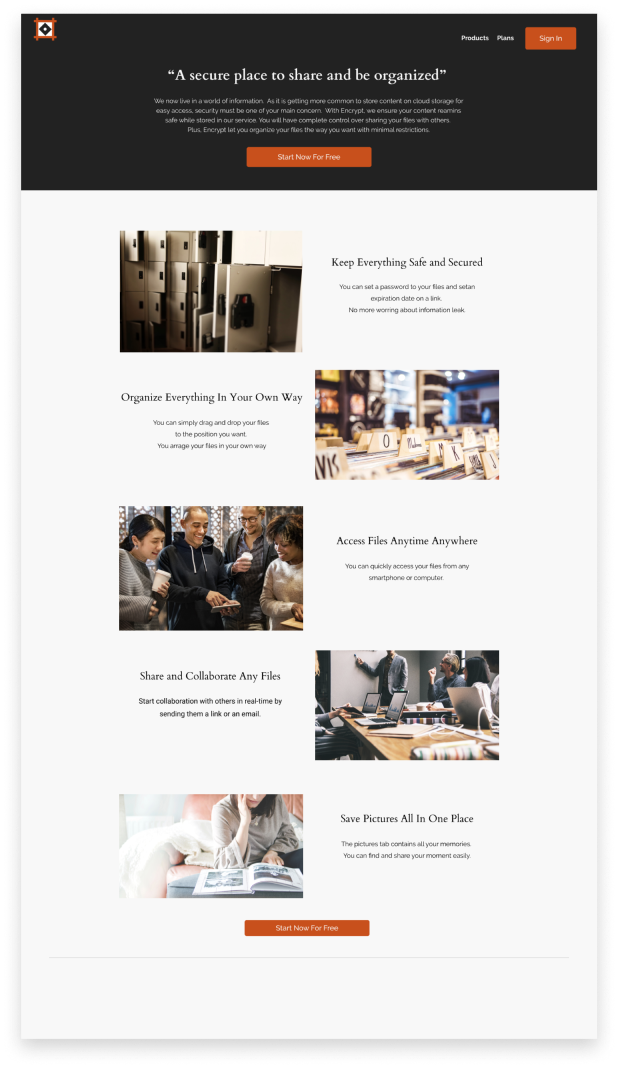 Products Plans Sign In
“A secure place to share and be organized”
We now live in a world of information. As it is getting more common to store content on cloud storage for
easy access, security must be one of your main concern. With Encrypt, we ensure your content reamins
safe while stored in our service. You will have complete control over sharing your files with others.
Plus, Encrypt let you organize your files the way you want with minimal restrictions.
Start Now For Free
Keep Everything Safe and Secured
You can set a password to your files and setan
expiration date on a link.
No more worring about infomation leak.
Organize Everything In Your Own Way
You can simply drag and drop your files
to the position you want.
You arrage your files in your own way
O
K
J
VIS
Access Files Anytime Anywhere
You can quickly access your files from any
smartphone or computer.
Share and Collaborate Any Files
Start collaboration with others in real-time by
sending them a link or an email.
Save Pictures All In One Place
The pictures tab contains all your memories.
You can find and share your moment easily.
Start Now For Free